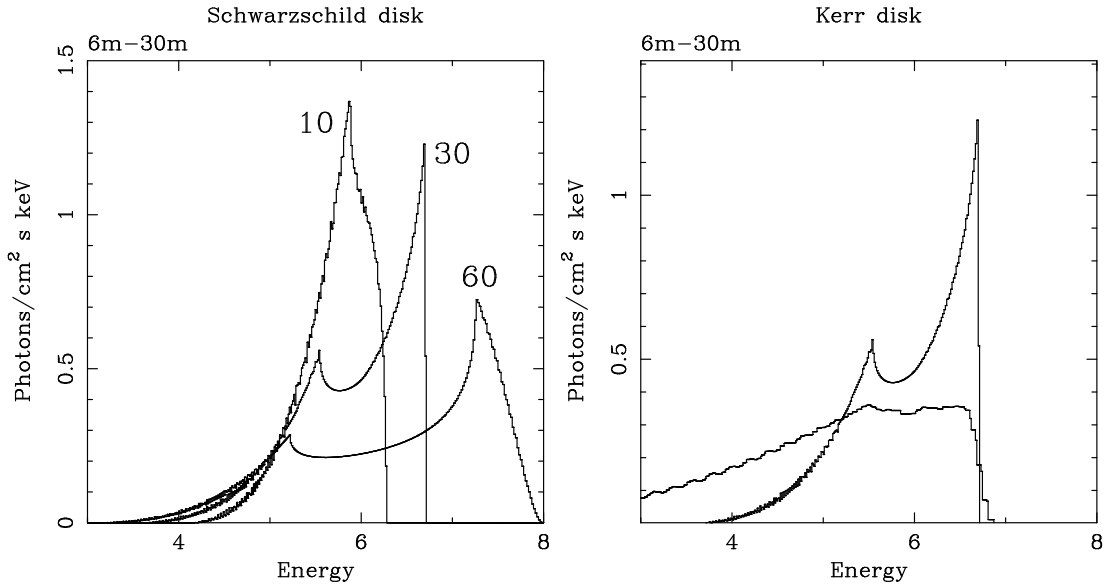 Schwarzschild disk
6m−30m
Photons/cm² s keV
0
0.5
1
1.5
10
30
60
4
6
8
Energy
Kerr disk
6m−30m
Photons/cm² s keV
0.5
1
4
6
8
Energy